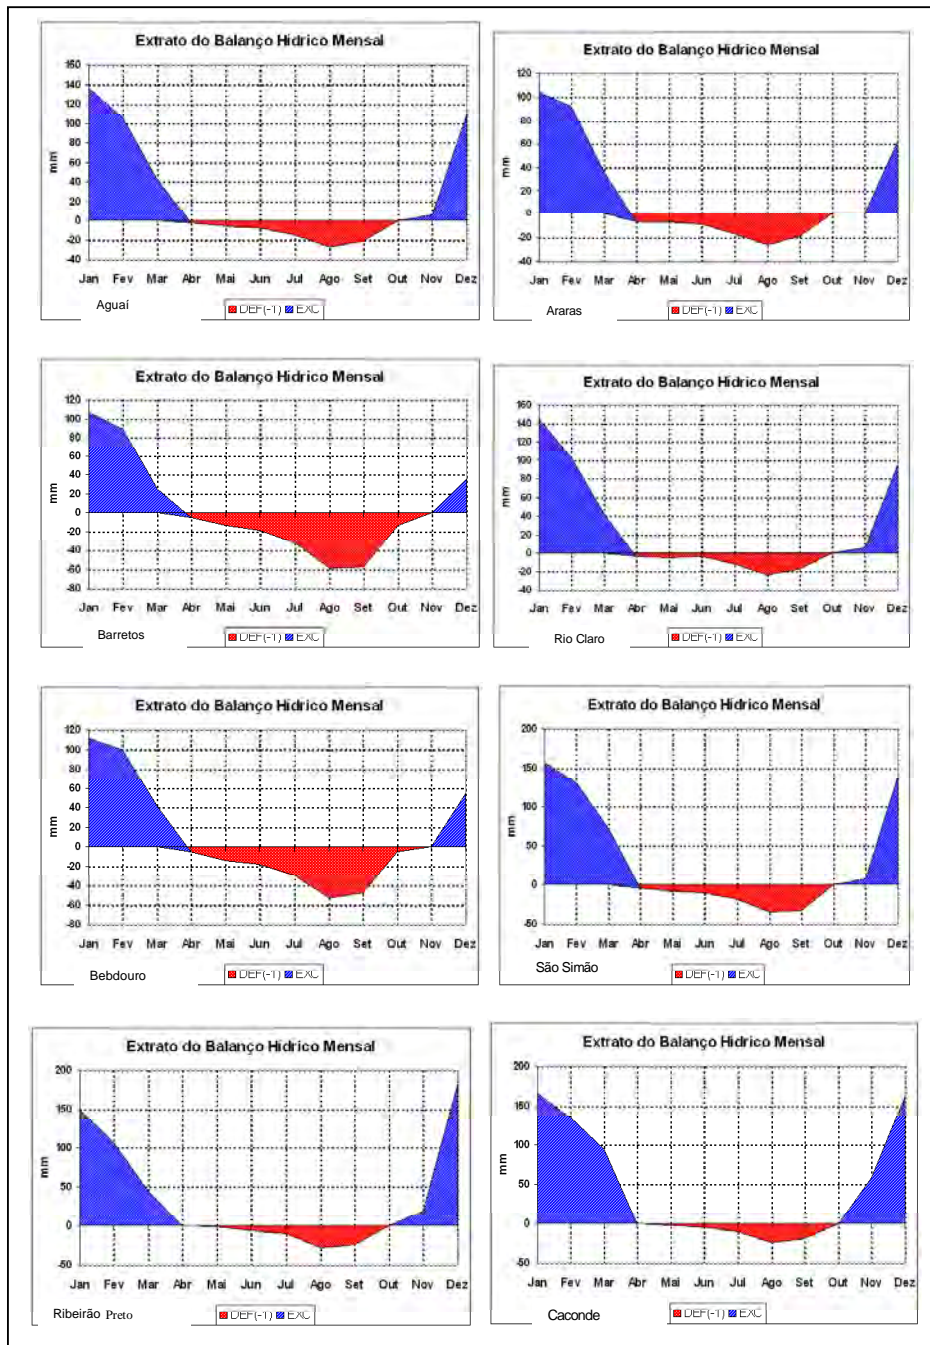 Extrato do Balanço Hídrico Mensal
160
140
120
100
80
60
40
20
0
-20
-40
mm
Jan Fev Mar Abr Mai Jun Jul Ago Set Out Nov Dez
Aguaí
DEF(-1) EXC
Extrato do Balanço Hídrico Mensal
120
100
80
60
40
20
0
-20
-40
mm
Jan Fev Mar Abr Mai Jun Jul Ago Set Out Nov Dez
Araras
DEF(-1) EXC
Extrato do Balanço Hídrico Mensal
120
100
80
60
40
20
0
-20
-40
-60
-80
mm
Jan Fev Mar Abr Mai Jun Jul Ago Set Out Nov Dez
Barretos
DEF(-1) EXC
Extrato do Balanço Hídrico Mensal
160
140
120
100
80
60
40
20
0
-20
-40
mm
Jan Fev Mar Abr Mai Jun Jul Ago Set Out Nov Dez
Rio Claro
DEF(-1) EXC
Extrato do Balanço Hídrico Mensal
120
100
80
60
40
20
0
-20
-40
-60
-80
mm
Jan Fev Mar Abr Mai Jun Jul Ago Set Out Nov Dez
Bebdouro
DEF(-1) EXC
Extrato do Balanço Hídrico Mensal
200
150
100
50
0
-50
mm
Jan Fev Mar Abr Mai Jun Jul Ago Set Out Nov Dez
São Simão
DEF(-1) EXC
Extrato do Balanço Hídrico Mensal
200
150
100
50
0
-50
mm
Jan Fev Mar Abr Mai Jun Jul Ago Set Out Nov Dez
Ribeirão Preto
DEF(-1) EXC
Extrato do Balanço Hídrico Mensal
200
150
100
50
0
-50
mm
Jan Fev Mar Abr Mai Jun Jul Ago Set Out Nov Dez
Caconde
DEF(-1) EXC